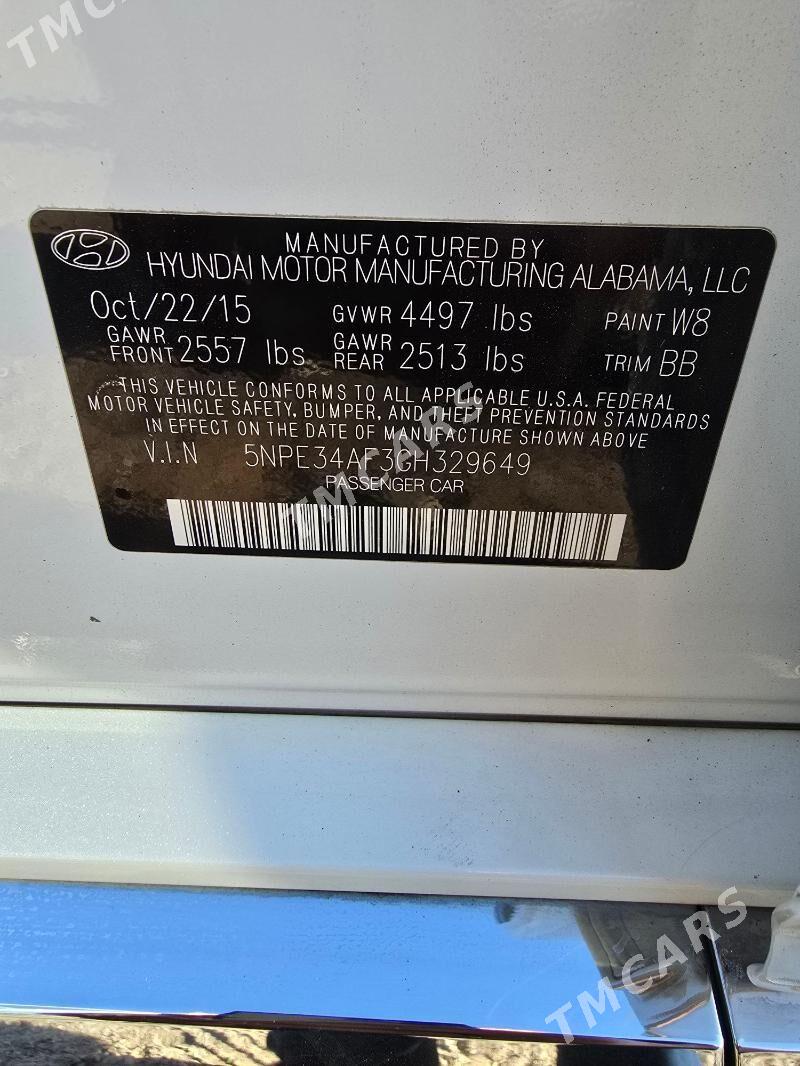 TMCARS
MANUFACTURED BY
HYUNDAI MOTOR MANUFACTURING ALABAMA, LLC
Oct/22/15 GVWR 4497 lbs PAINT W8
GAWR FRONT 2557 lbs GAWR REAR 2513 lbs TRIM BB
THIS VEHICLE CONFORMS TO ALL APPLICABLE U.S.A. FEDERAL
MOTOR VEHICLE SAFETY, BUMPER, AND THEFT PREVENTION STANDARDS
IN EFFECT ON THE DATE OF MANUFACTURE SHOWN ABOVE
V.I.N 5NPE34AF3GH329649
PASSENGER CAR
TMCARS
TMCARS